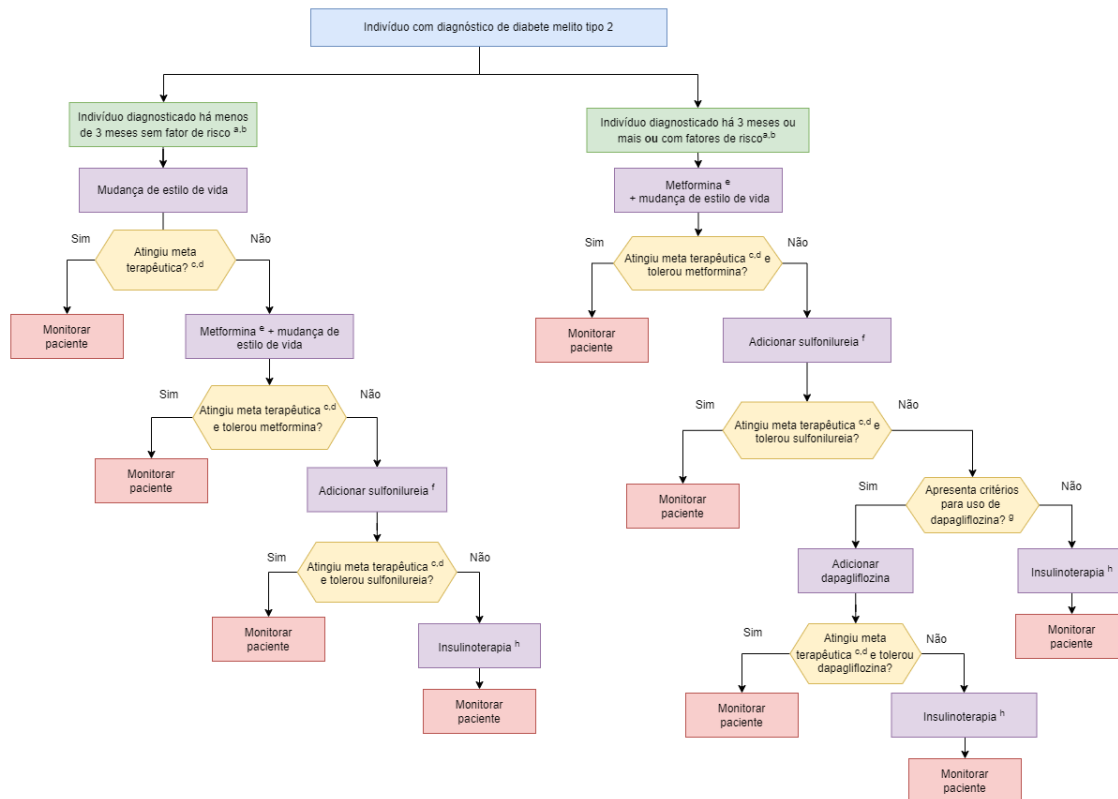 Indivíduo com diagnóstico de diabete melito tipo 2
Indivíduo diagnosticado há menos
de 3 meses sem fator de risco a,b
Mudança de estilo de vida
Sim
Não
Atingiu meta
terapêutica? c,d
Monitorar
paciente
Metformina e + mudança de
estilo de vida
Sim
Não
Atingiu meta terapêutica c,d
e tolerou metformina?
Monitorar
paciente
Adicionar sulfonilureia f
Sim
Não
Atingiu meta terapêutica c,d
e tolerou sulfonilureia?
Monitorar
paciente
Insulinoterapia h
Monitorar
paciente
Indivíduo diagnosticado há 3 meses ou
mais ou com fatores de risco a,b
Metformina e
+ mudança de estilo de vida
Sim
Não
Atingiu meta terapêutica c,d e
tolerou metformina?
Monitorar
paciente
Adicionar sulfonilureia f
Sim
Não
Atingiu meta terapêutica c,d e
tolerou sulfonilureia?
Monitorar
paciente
Sim
Não
Apresenta critérios
para uso de
dapagliflozina? g
Adicionar
dapagliflozina
Insulinoterapia h
Monitorar
paciente
Sim
Não
Atingiu meta
terapêutica c,d e tolerou
dapagliflozina?
Monitorar
paciente
Insulinoterapia h
Monitorar
paciente